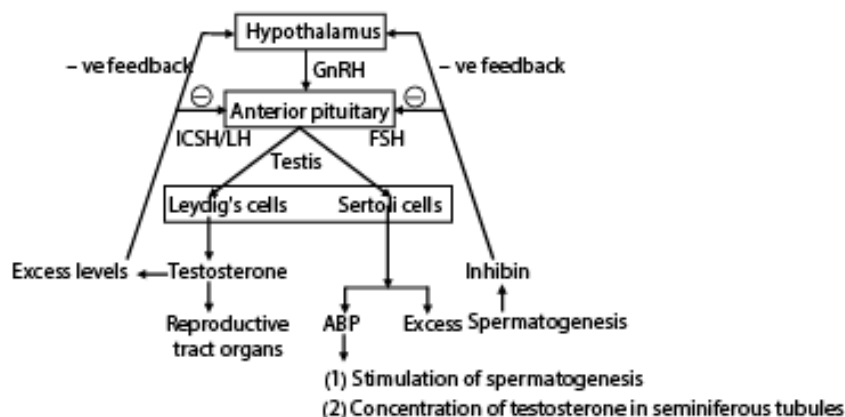 Hypothalamus
– ve feedback
GnRH
– ve feedback
Anterior pituitary
ICSH/LH
FSH
Testis
Leydig's cells
Sertoli cells
Excess levels
Testosterone
Inhibin
Reproductive
tract organs
ABP
Excess Spermatogenesis
(1) Stimulation of spermatogenesis
(2) Concentration of testosterone in seminiferous tubules